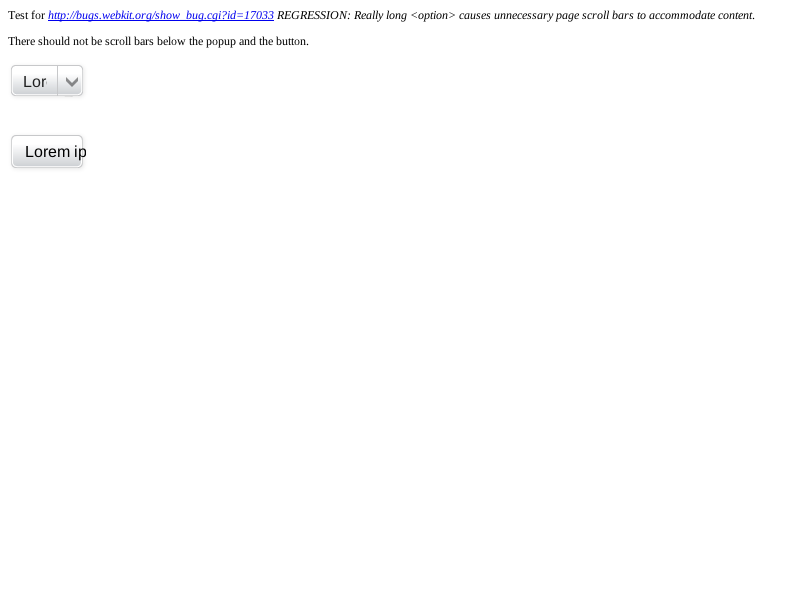 Test for http://bugs.webkit.org/show_bug.cgi?id=17033 REGRESSION: Really long <option> causes unnecessary page scroll bars to accommodate content.
There should not be scroll bars below the popup and the button.
Lor
Lorem ip